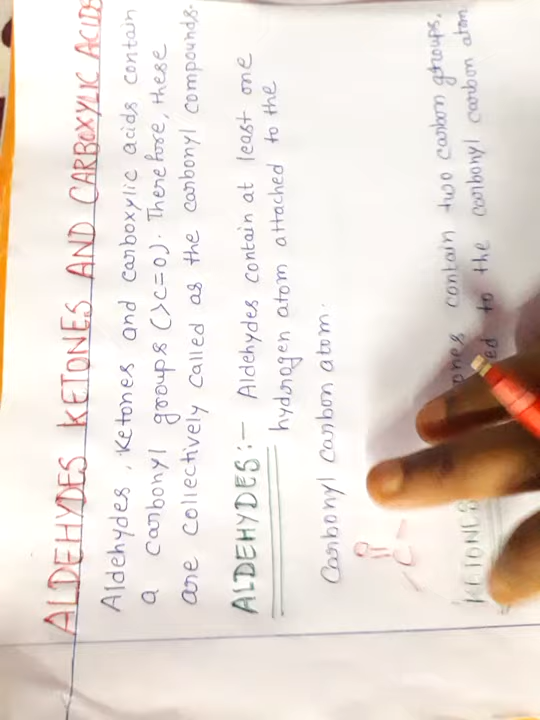 ALDEHYDES KETONES AND CARBOXYLIC ACIDS
Aldehydes, Ketones and carboxylic acids contain
a carbonyl groups (>C=O). Therefore, these
are collectively called as the carbonyl compounds.
ALDEHYDES:- Aldehydes contain at least one
hydrogen atom attached to the
Carbonyl carbon atom.
O
C
KETONES contain two carbon groups,
to the carbonyl carbon atom